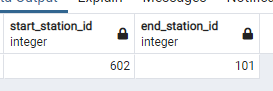 start_station_id end_station_id
integer integer
602 101